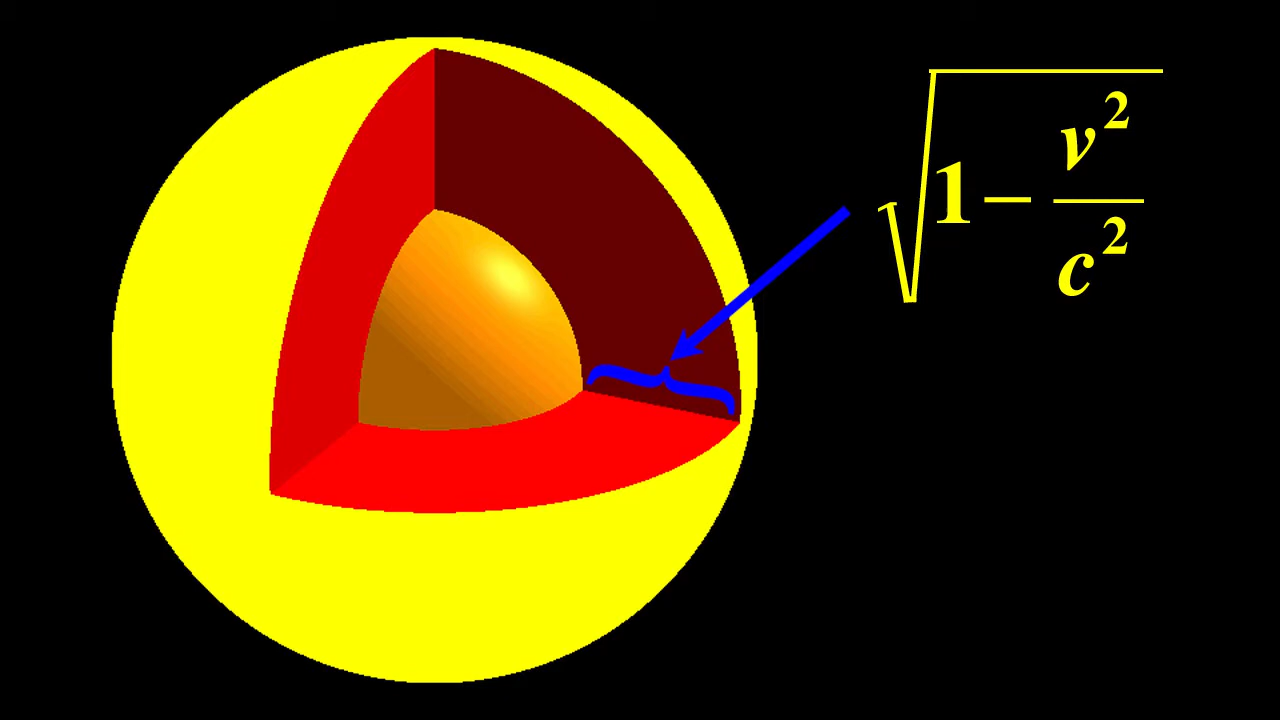 √(1 − v²/c²)